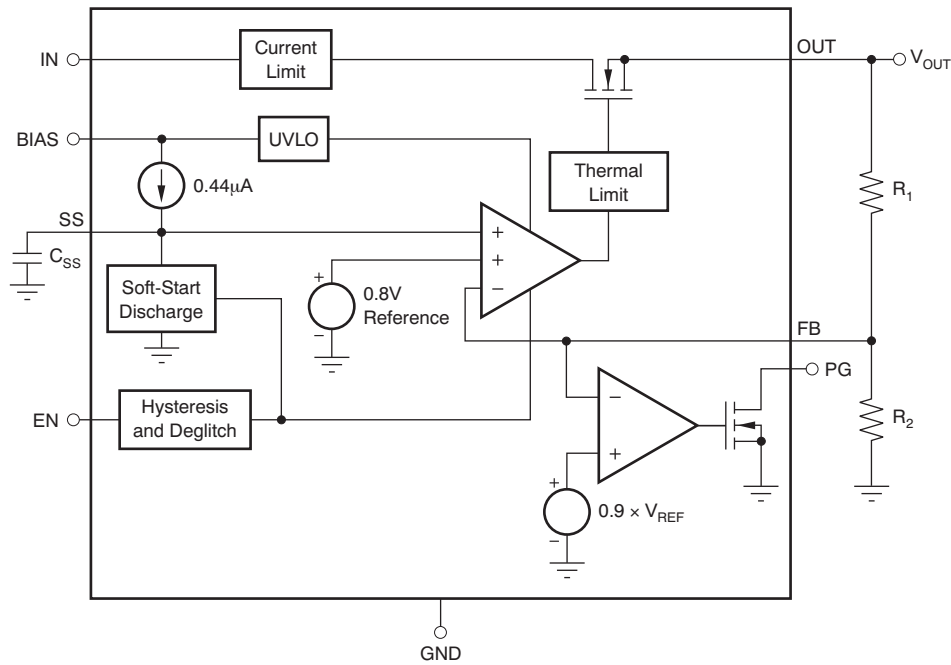 IN
Current
Limit
OUT
V_OUT
BIAS
UVLO
0.44μA
Thermal
Limit
R_1
SS
C_SS
+
+
−
Soft-Start
Discharge
+
0.8V
Reference
−
FB
PG
EN
Hysteresis
and Deglitch
−
+
R_2
+
0.9 × V_REF
−
GND